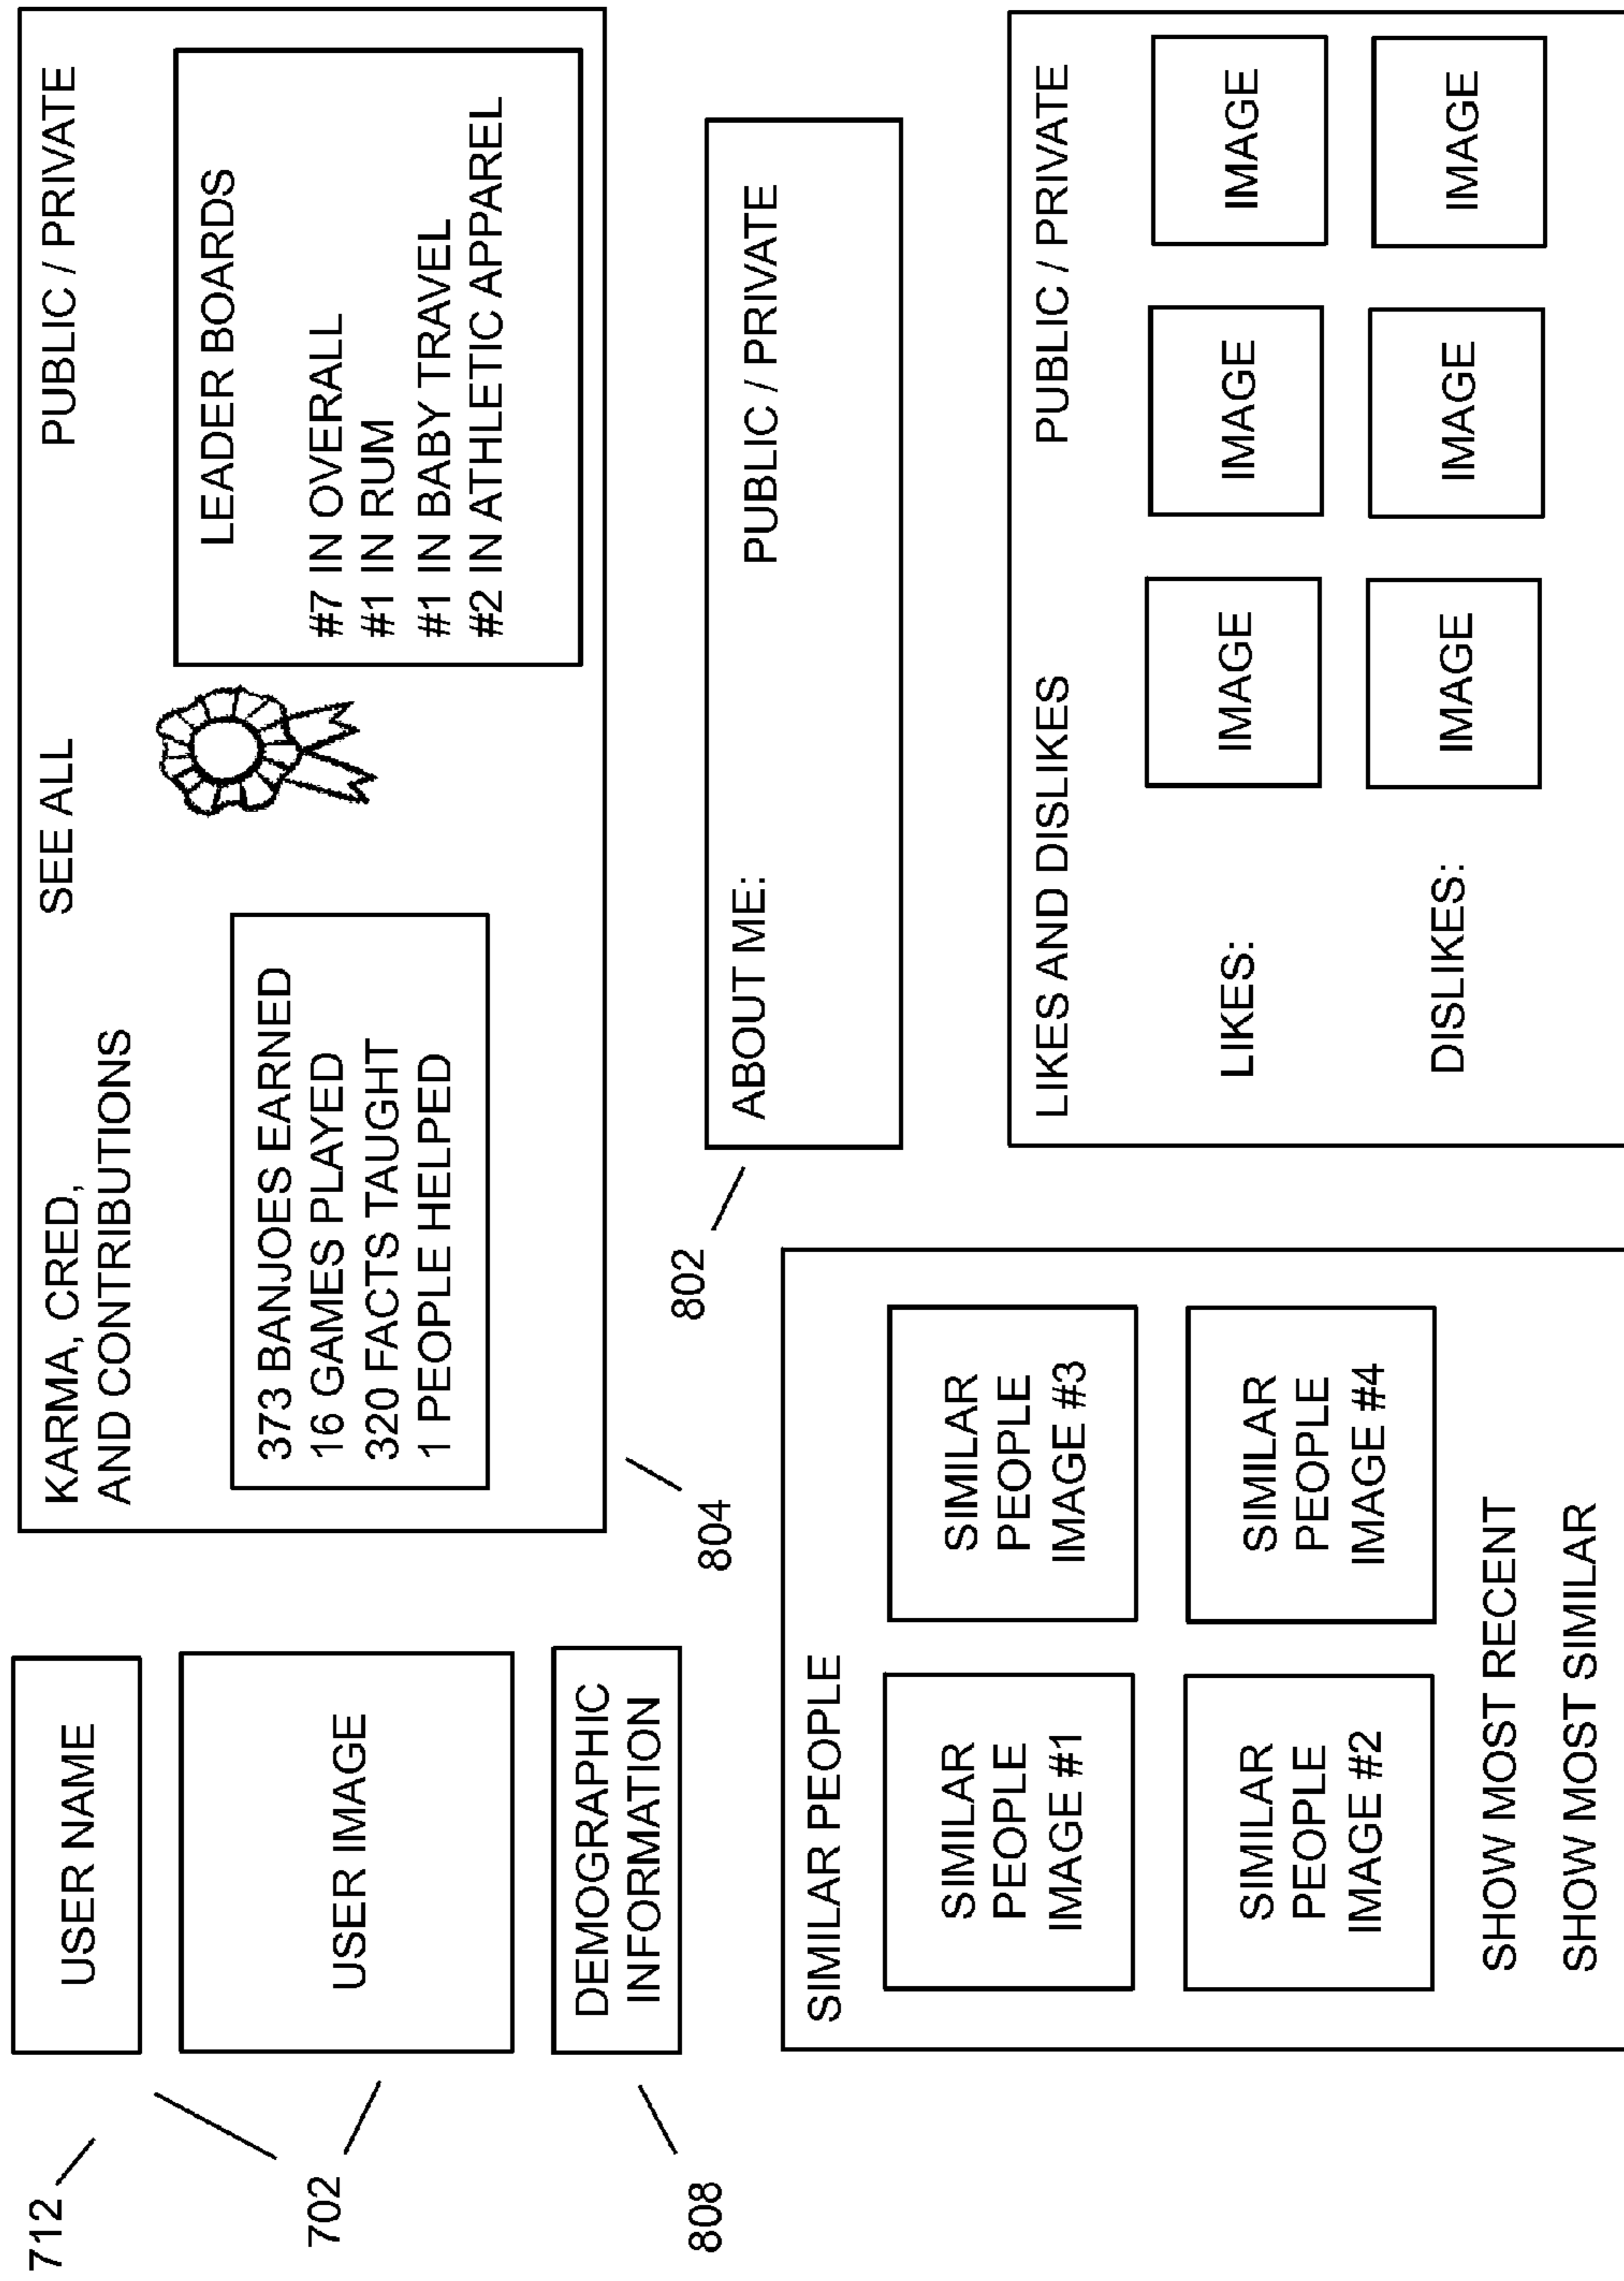 712
702
808
USER NAME
USER IMAGE
DEMOGRAPHIC
INFORMATION
KARMA, CRED,
AND CONTRIBUTIONS
SEE ALL
PUBLIC / PRIVATE
373 BANJOES EARNED
16 GAMES PLAYED
320 FACTS TAUGHT
1 PEOPLE HELPED
LEADER BOARDS
#7 IN OVERALL
#1 IN RUM
#1 IN BABY TRAVEL
#2 IN ATHLETIC APPAREL
804
802
ABOUT ME:
PUBLIC / PRIVATE
SIMILAR PEOPLE
SIMILAR
PEOPLE
IMAGE #1
SIMILAR
PEOPLE
IMAGE #3
SIMILAR
PEOPLE
IMAGE #2
SIMILAR
PEOPLE
IMAGE #4
SHOW MOST RECENT
SHOW MOST SIMILAR
LIKES AND DISLIKES
PUBLIC / PRIVATE
LIKES:
IMAGE
IMAGE
IMAGE
DISLIKES:
IMAGE
IMAGE
IMAGE